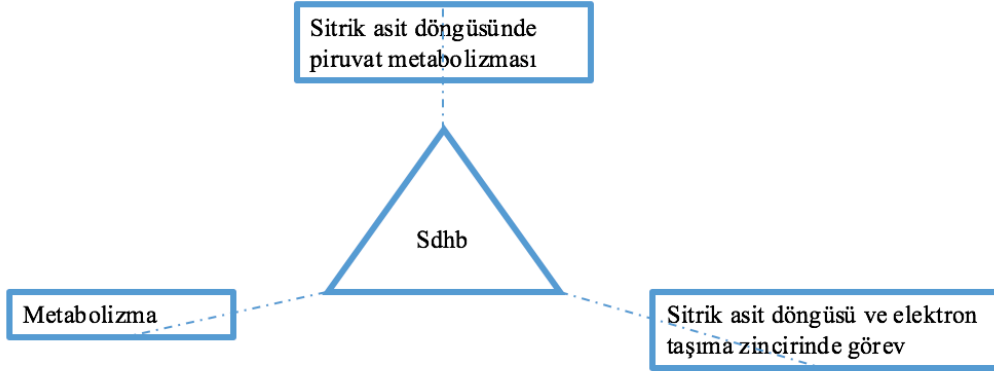 Sitrik asit döngüsünde
piruvat metabolizması
Sdhb
Metabolizma
Sitrik asit döngüsü ve elektron
taşıma zincirinde görev